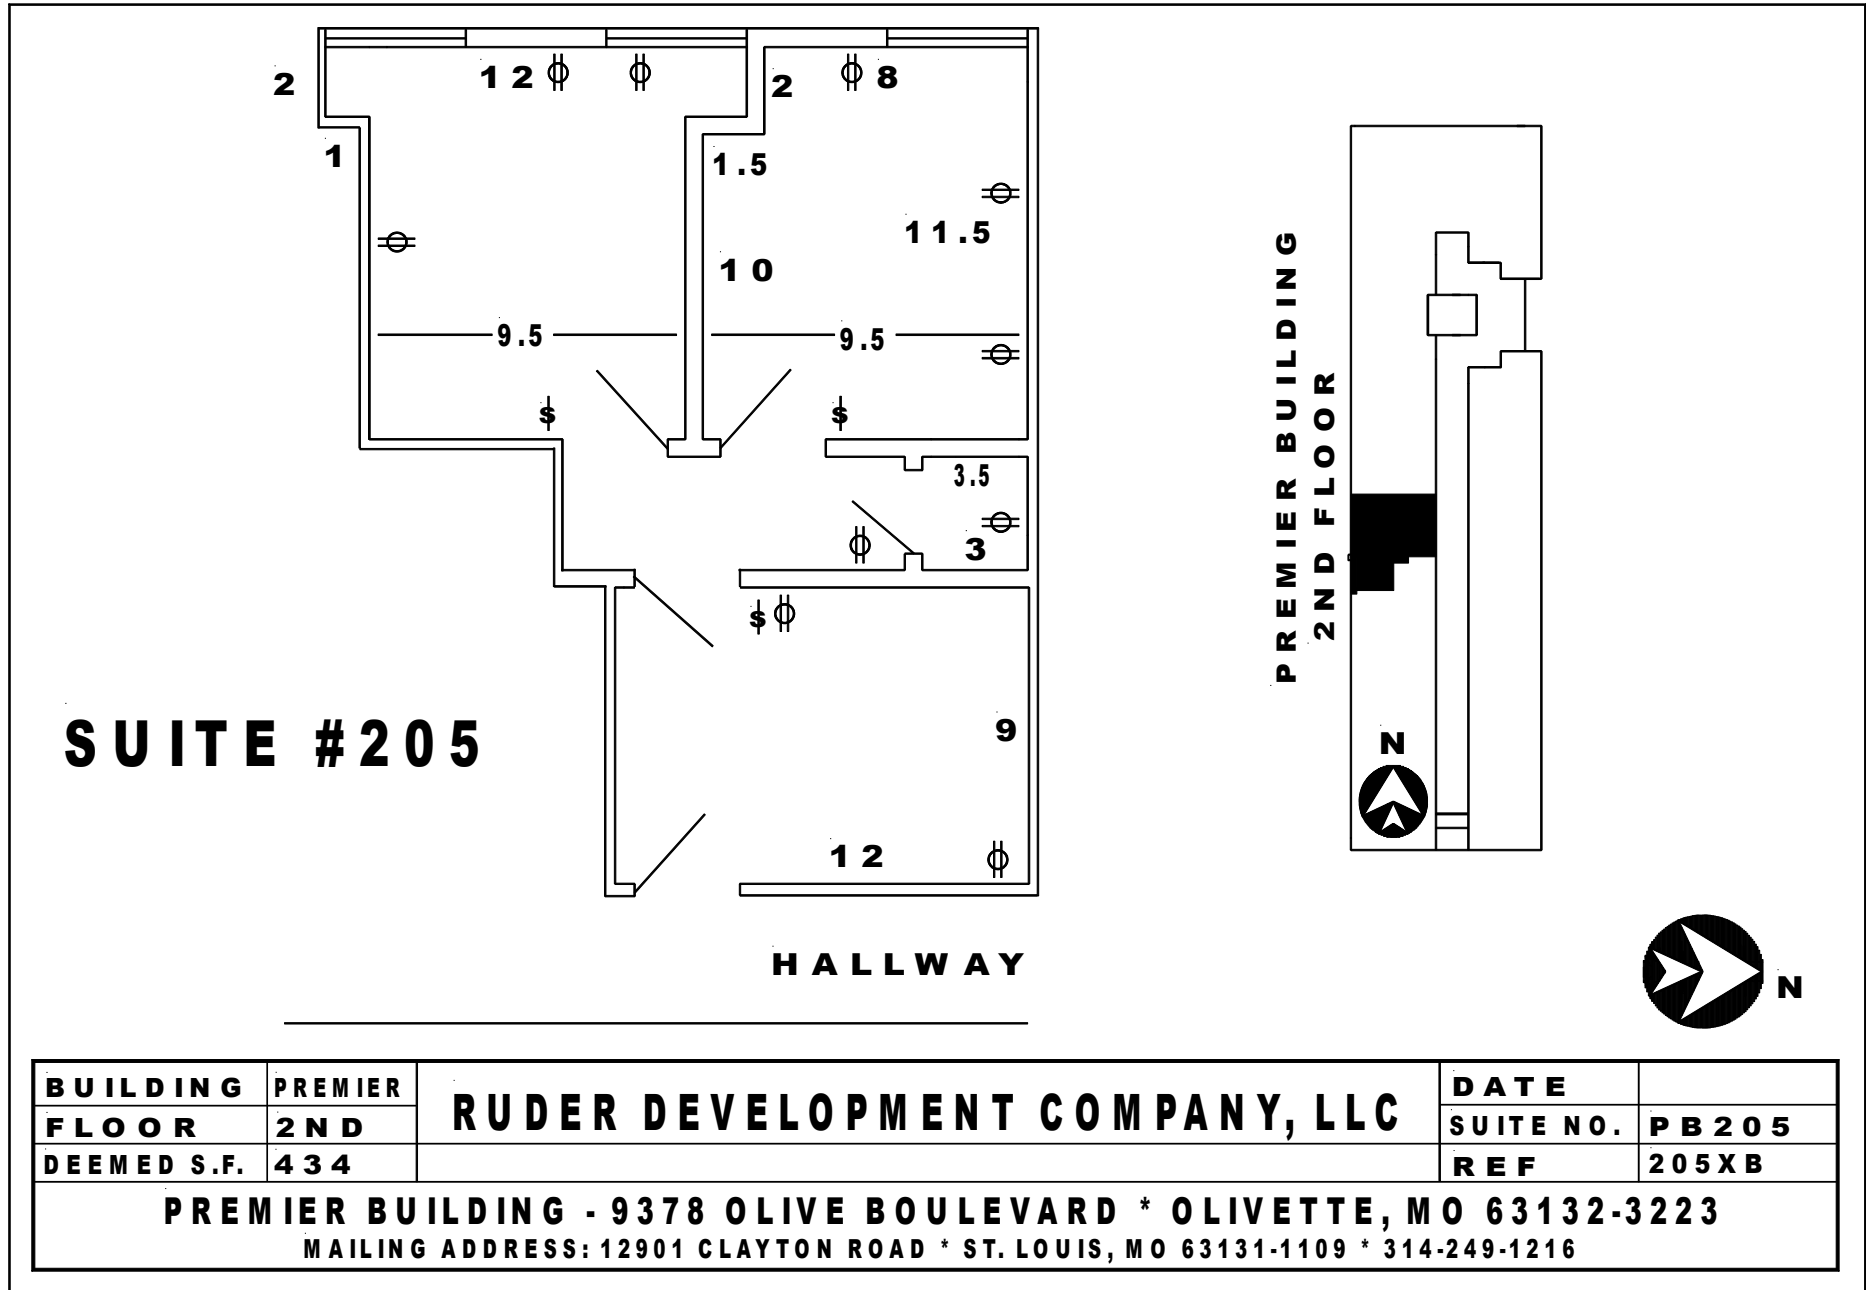 2
12
2
8
1
1.5
11.5
10
9.5
9.5
$
$
3.5
3
$
9
12
SUITE #205
HALLWAY
PREMIER BUILDING
2ND FLOOR
N
N
BUILDING PREMIER
FLOOR 2ND
DEEMED S.F. 434
RUDER DEVELOPMENT COMPANY, LLC
DATE
SUITE NO. PB205
REF 205XB
PREMIER BUILDING - 9378 OLIVE BOULEVARD * OLIVETTE, MO 63132-3223
MAILING ADDRESS: 12901 CLAYTON ROAD * ST. LOUIS, MO 63131-1109 * 314-249-1216